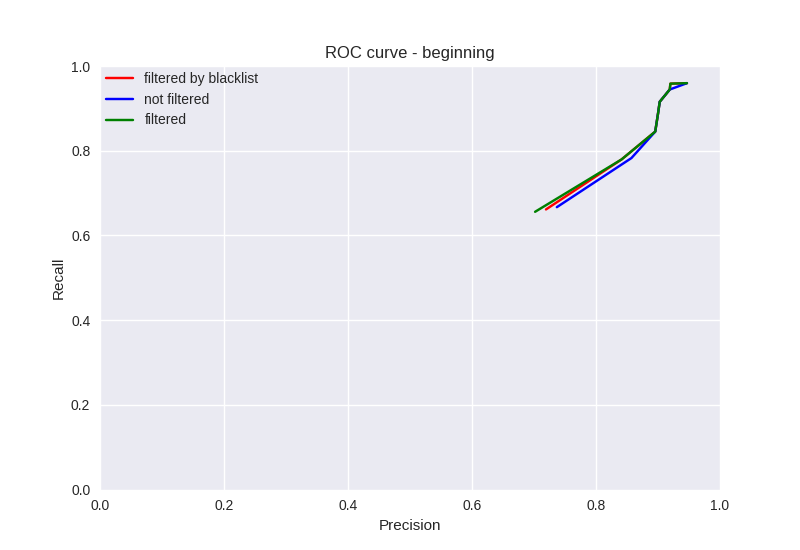 ROC curve - beginning
1.0
0.8
0.6
0.4
0.2
0.0
Recall
filtered by blacklist
not filtered
filtered
0.0 0.2 0.4 0.6 0.8 1.0
Precision